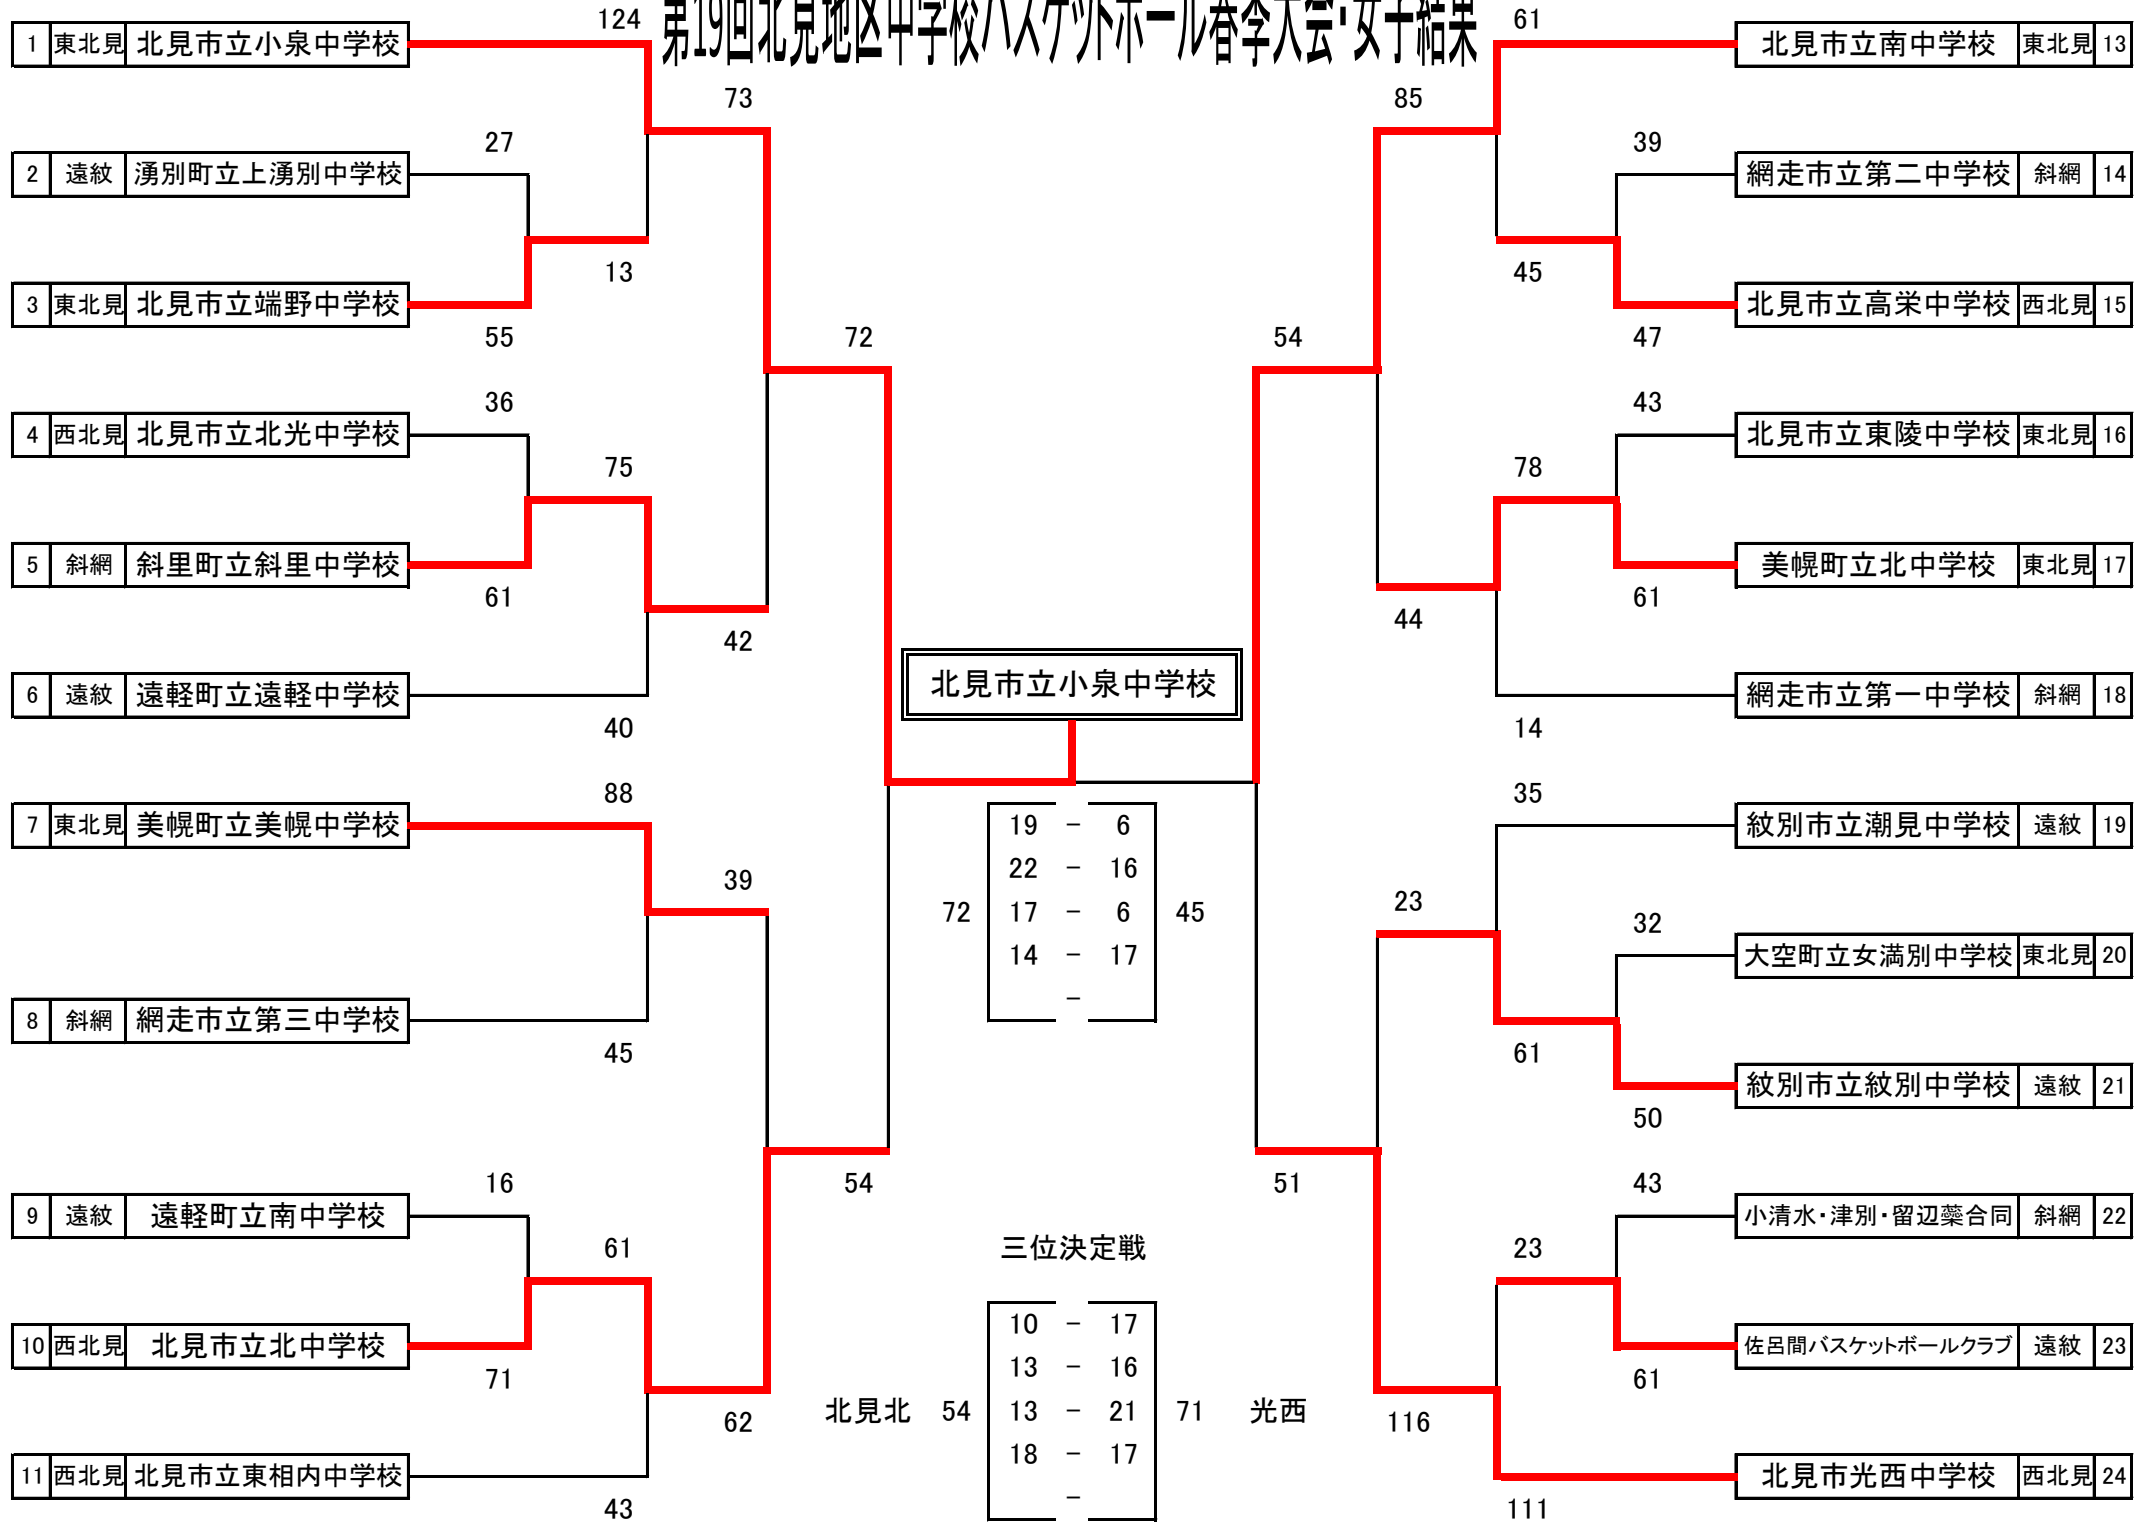 第19回北見地区中学校バスケットボール春季大会・女子結果
1 東北見 北見市立小泉中学校
2 遠紋 湧別町立上湧別中学校
3 東北見 北見市立端野中学校
4 西北見 北見市立北光中学校
5 斜網 斜里町立斜里中学校
6 遠紋 遠軽町立遠軽中学校
7 東北見 美幌町立美幌中学校
8 斜網 網走市立第三中学校
9 遠紋 遠軽町立南中学校
10 西北見 北見市立北中学校
11 西北見 北見市立東相内中学校
27
55
36
61
16
71
124
13
75
40
88
45
61
43
73
42
39
62
72
54
北見市立小泉中学校
19 - 6
22 - 16
72 17 - 6 45
14 - 17
-
三位決定戦
10 - 17
13 - 16
北見北 54 13 - 21 71 光西
18 - 17
-
54
51
85
44
23
116
61
45
78
14
35
61
23
111
39
47
43
61
32
50
43
61
北見市立南中学校 東北見 13
網走市立第二中学校 斜網 14
北見市立高栄中学校 西北見 15
北見市立東陵中学校 東北見 16
美幌町立北中学校 東北見 17
網走市立第一中学校 斜網 18
紋別市立潮見中学校 遠紋 19
大空町立女満別中学校 東北見 20
紋別市立紋別中学校 遠紋 21
小清水・津別・留辺蘂合同 斜網 22
佐呂間バスケットボールクラブ 遠紋 23
北見市光西中学校 西北見 24